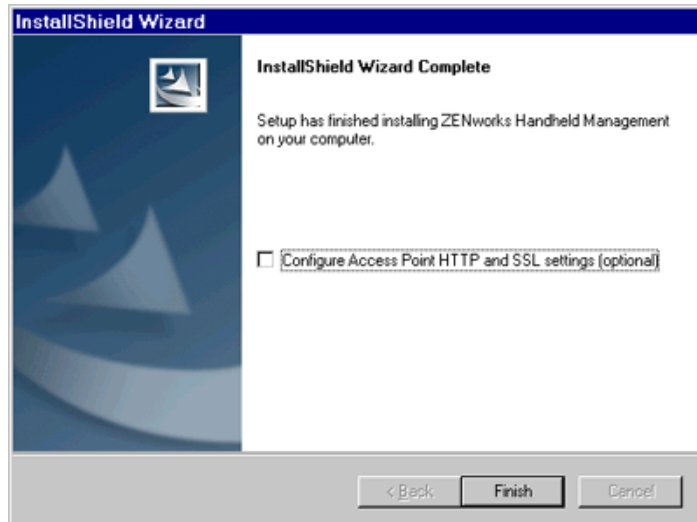 InstallShield Wizard
InstallShield Wizard Complete
Setup has finished installing ZENworks Handheld Management
on your computer.
Configure Access Point HTTP and SSL settings (optional)
< Back
Finish
Cancel